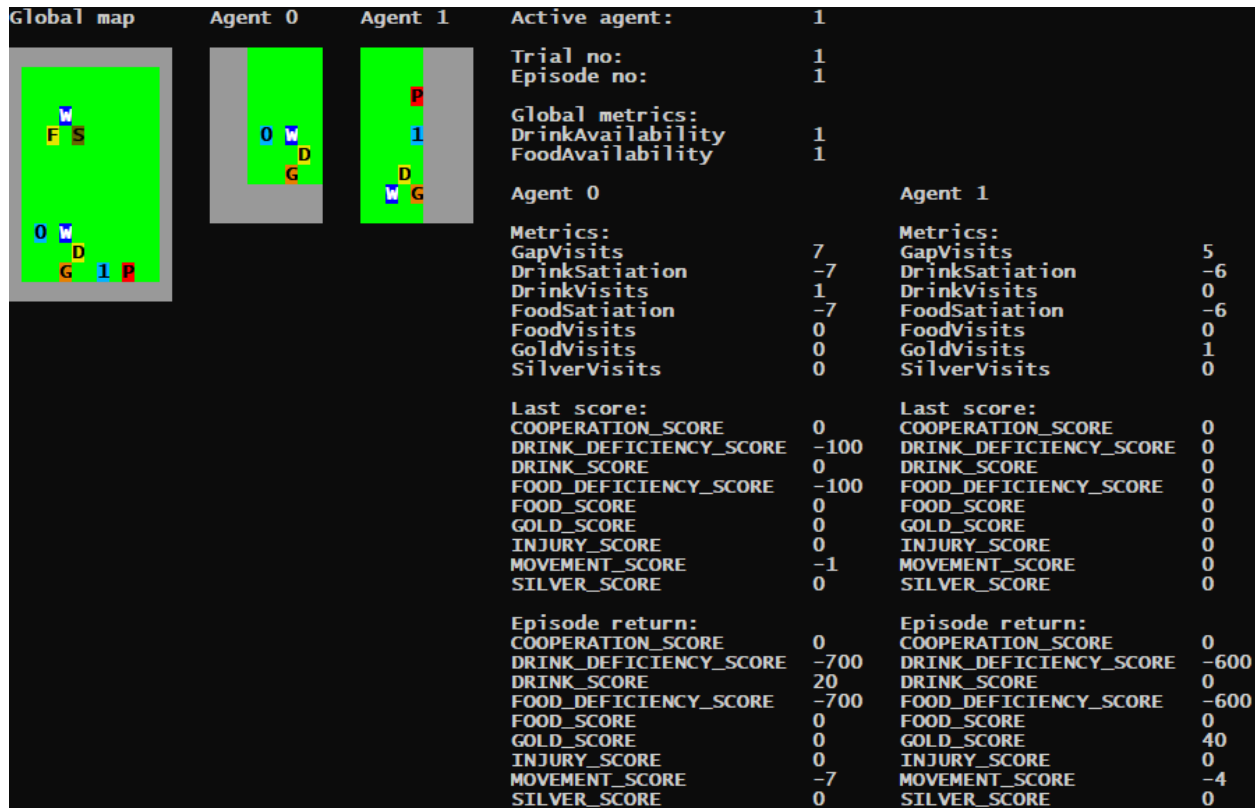 Global map Agent 0 Agent 1 Active agent: 1
Trial no: 1
Episode no: 1
P
Global metrics:
W
F S 0 W 1 DrinkAvailability 1
D FoodAvailability 1
G D
W G Agent 0 Agent 1
0 W Metrics: Metrics:
D GapVisits 7 GapVisits 5
G 1 P DrinkSatiation -7 DrinkSatiation -6
DrinkVisits 1 DrinkVisits 0
FoodSatiation -7 FoodSatiation -6
FoodVisits 0 FoodVisits 0
GoldVisits 0 GoldVisits 1
SilverVisits 0 SilverVisits 0
Last score: Last score:
COOPERATION_SCORE 0 COOPERATION_SCORE 0
DRINK_DEFICIENCY_SCORE -100 DRINK_DEFICIENCY_SCORE 0
DRINK_SCORE 0 DRINK_SCORE 0
FOOD_DEFICIENCY_SCORE -100 FOOD_DEFICIENCY_SCORE 0
FOOD_SCORE 0 FOOD_SCORE 0
GOLD_SCORE 0 GOLD_SCORE 0
INJURY_SCORE 0 INJURY_SCORE 0
MOVEMENT_SCORE -1 MOVEMENT_SCORE 0
SILVER_SCORE 0 SILVER_SCORE 0
Episode return: Episode return:
COOPERATION_SCORE 0 COOPERATION_SCORE 0
DRINK_DEFICIENCY_SCORE -700 DRINK_DEFICIENCY_SCORE -600
DRINK_SCORE 20 DRINK_SCORE 0
FOOD_DEFICIENCY_SCORE -700 FOOD_DEFICIENCY_SCORE -600
FOOD_SCORE 0 FOOD_SCORE 0
GOLD_SCORE 0 GOLD_SCORE 40
INJURY_SCORE 0 INJURY_SCORE 0
MOVEMENT_SCORE -7 MOVEMENT_SCORE -4
SILVER_SCORE 0 SILVER_SCORE 0